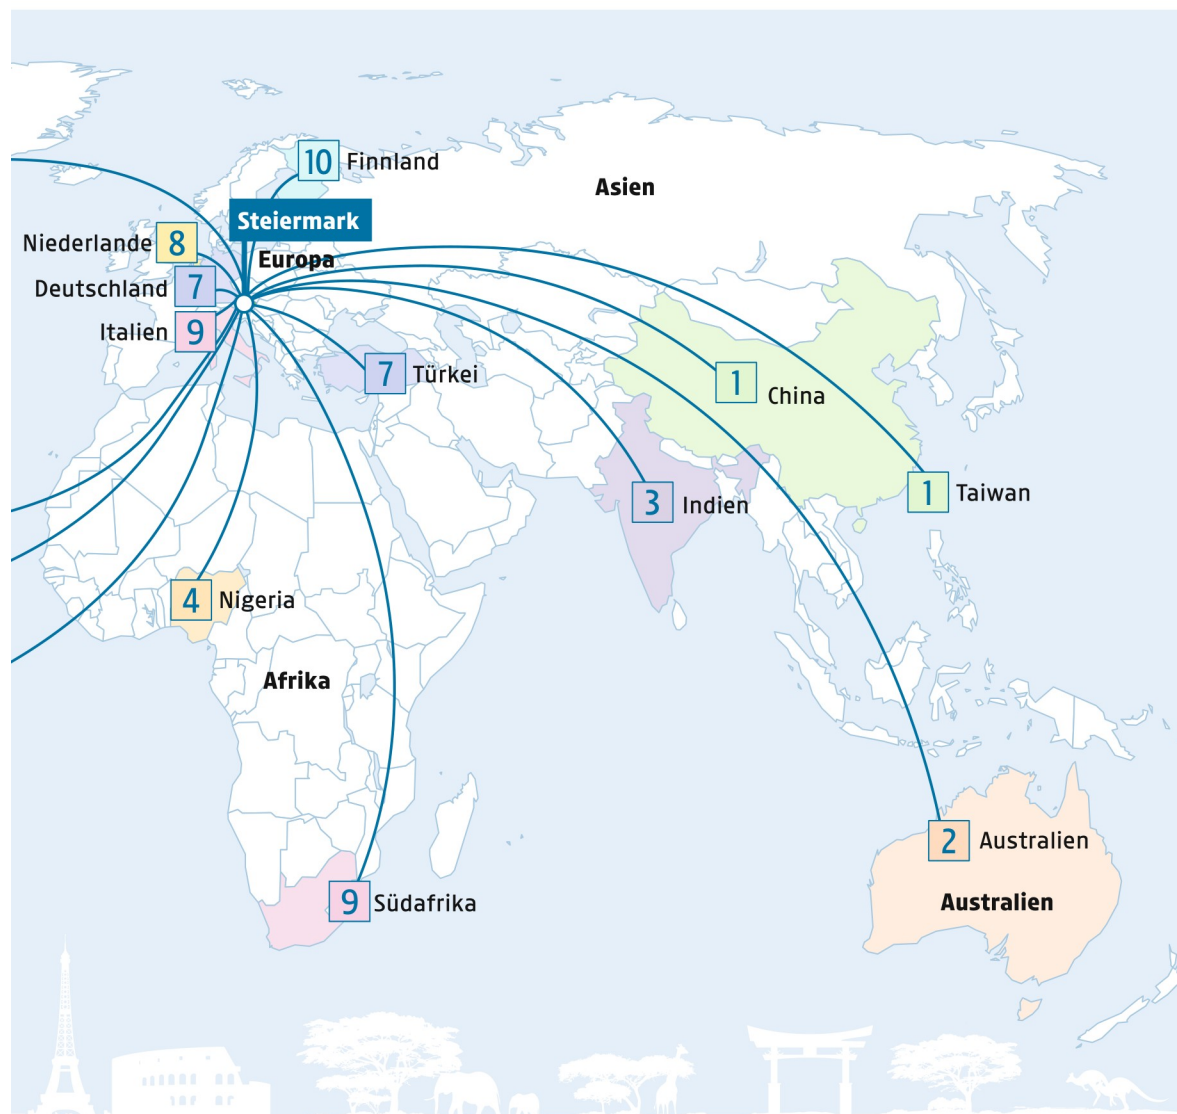 10 Finnland
Asien
Steiermark
Niederlande 8
Europa
Deutschland 7
Italien 9
7 Türkei
1 China
3 Indien
1 Taiwan
4 Nigeria
Afrika
2 Australien
Australien
9 Südafrika